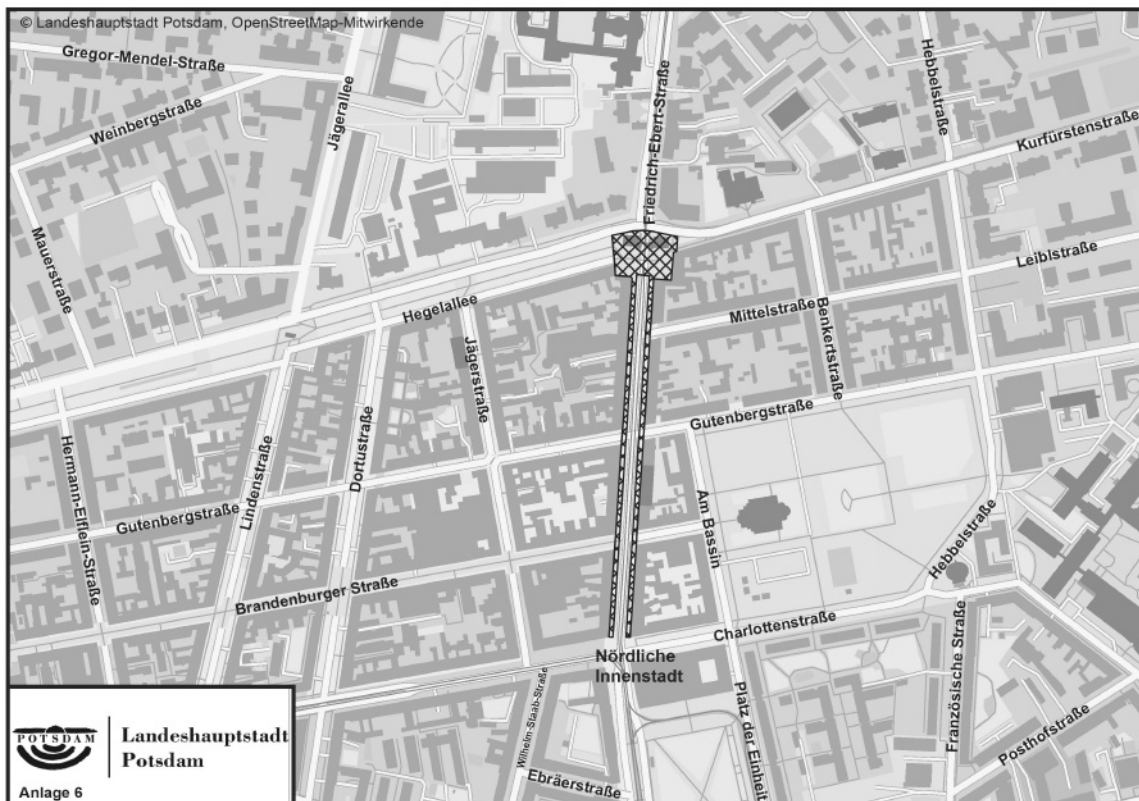 © Landeshauptstadt Potsdam, OpenStreetMap-Mitwirkende
Gregor-Mendel-Straße
Weinbergstraße
Jägerallee
Friedrich-Ebert-Straße
Hebbelstraße
Kurfürstenstraße
Mauerstraße
Hegelallee
Leiblstraße
Mittelstraße
Benkertstraße
Jägerstraße
Gutenbergstraße
Hermann-Elflein-Straße
Lindenstraße
Dortustraße
Gutenbergstraße
Am Bassin
Hebbelstraße
Brandenburger Straße
Charlottenstraße
Nördliche
Innenstadt
Französische Straße
Wilhelm-Staab-Straße
Platz der Einheit
Posthofstraße
Ebräerstraße
POTSDAM
Landeshauptstadt
Potsdam
Anlage 6